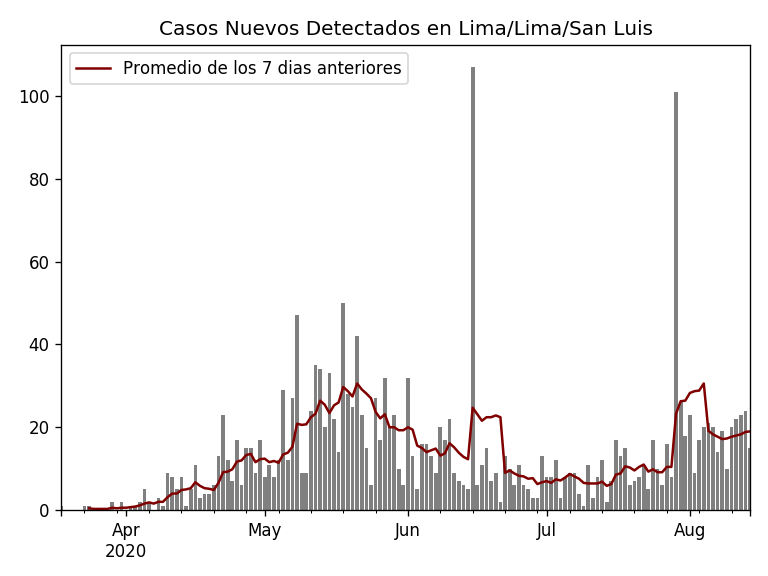 Casos Nuevos Detectados en Lima/Lima/San Luis
Promedio de los 7 dias anteriores
100
80
60
40
20
0
Apr
2020
May
Jun
Jul
Aug